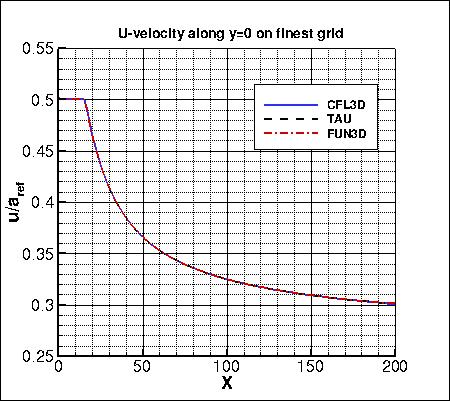 U-velocity along y=0 on finest grid
0.55
0.5
0.45
0.4
0.35
0.3
0.25
u/aref
CFL3D
TAU
FUN3D
0 50 100 150 200
X